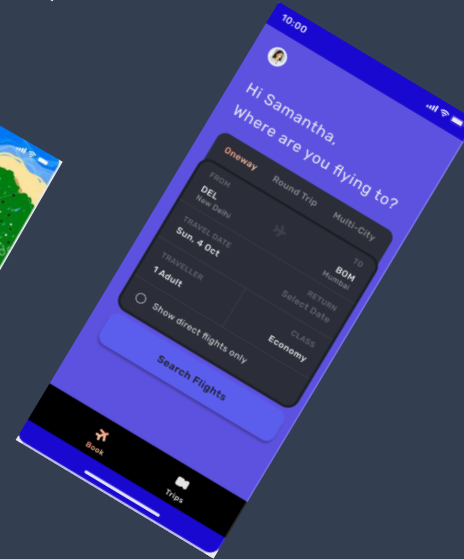 10:00
Hi Samantha,
Where are you flying to?
Oneway Round Trip Multi-City
FROM TO
DEL BOM
New Delhi Mumbai
TRAVEL DATE RETURN
Sun, 4 Oct Select Date
TRAVELLER CLASS
1 Adult Economy
Show direct flights only
Search Flights
Book Trips